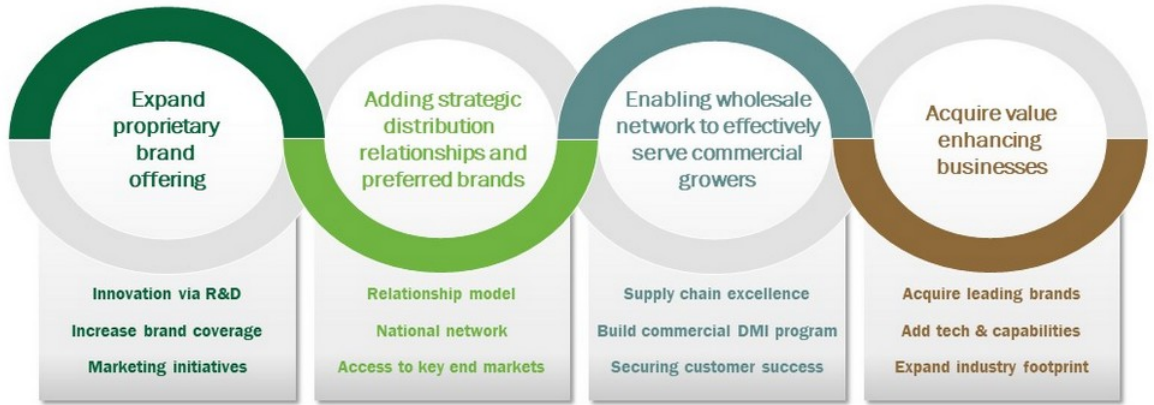 Expand
proprietary
brand
offering
Innovation via R&D
Increase brand coverage
Marketing initiatives
Adding strategic
distribution
relationships and
preferred brands
Relationship model
National network
Access to key end markets
Enabling wholesale
network to effectively
serve commercial
growers
Supply chain excellence
Build commercial DMI program
Securing customer success
Acquire value
enhancing
businesses
Acquire leading brands
Add tech & capabilities
Expand industry footprint